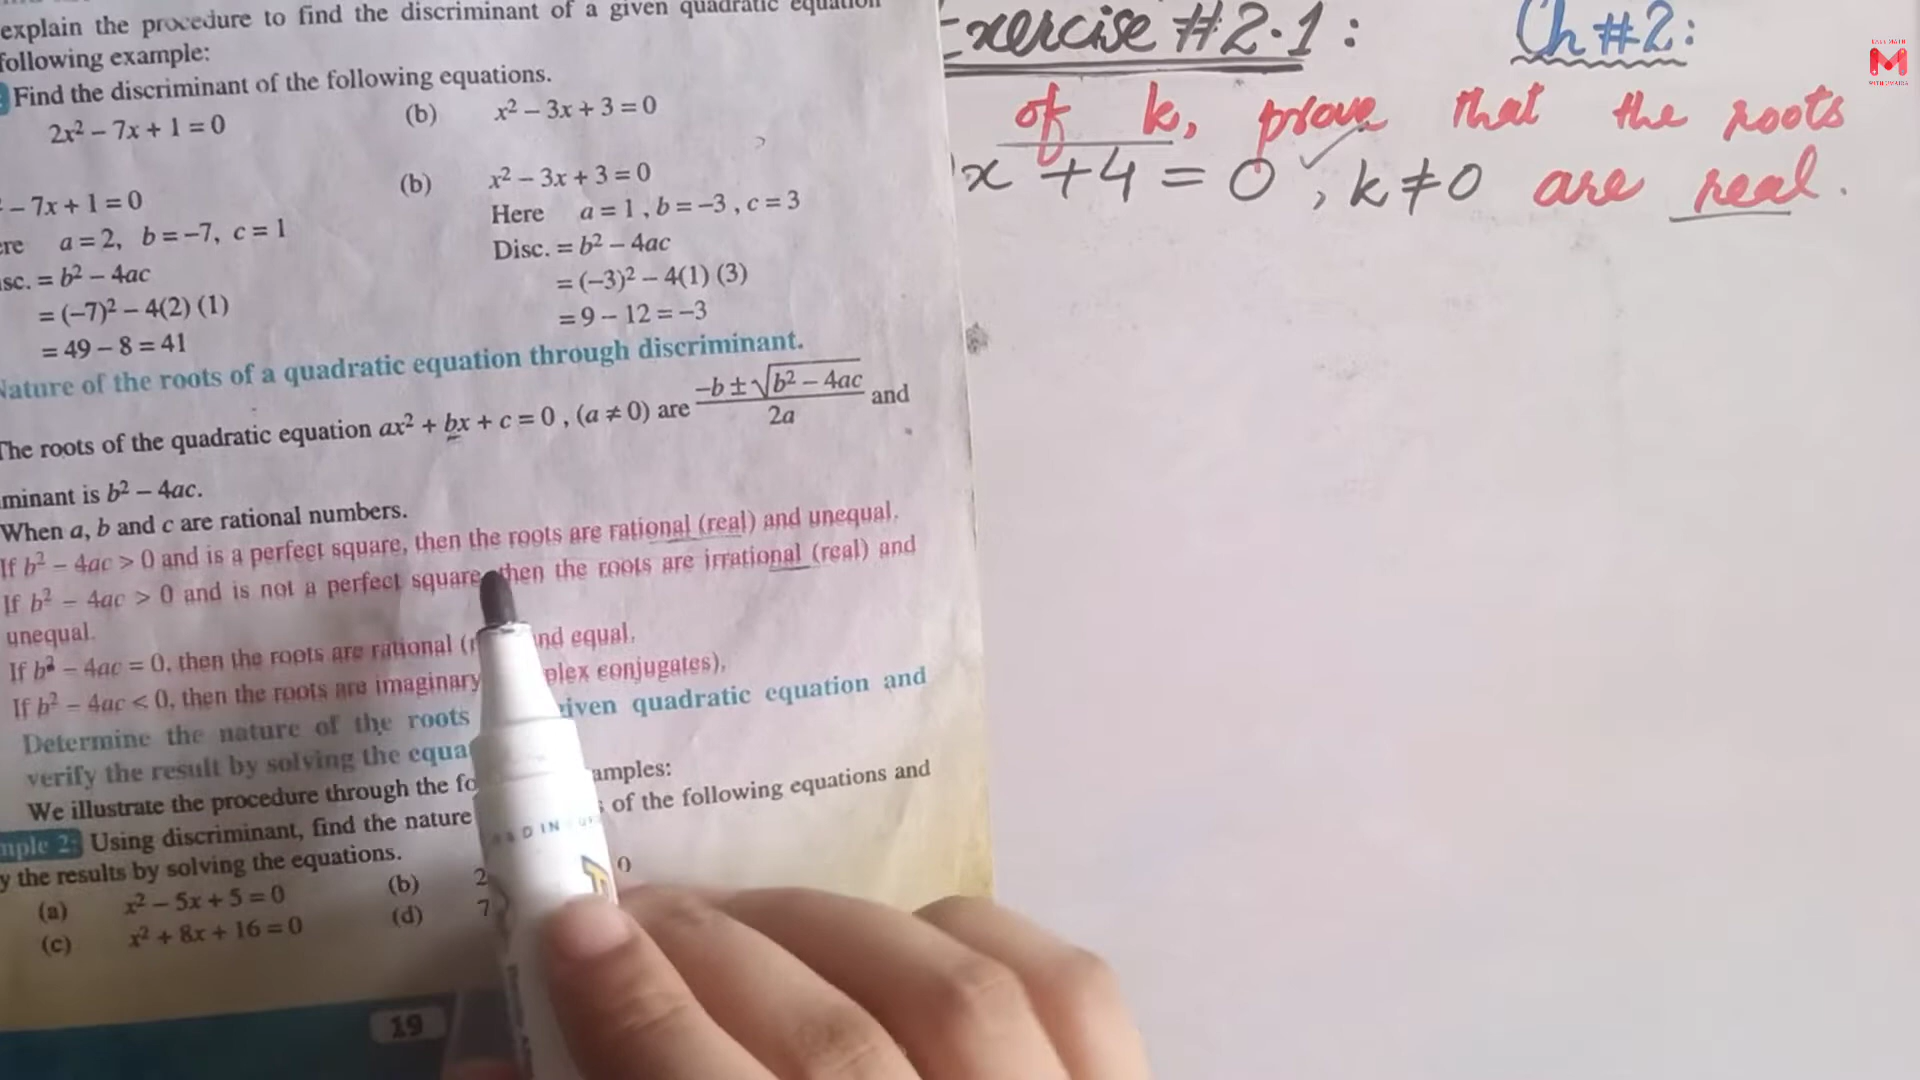 explain the procedure to find the discriminant of a given quadratic equation
following example:
Find the discriminant of the following equations.
2x² – 7x + 1 = 0 (b) x² – 3x + 3 = 0
– 7x + 1 = 0 (b) x² – 3x + 3 = 0
ere a = 2, b = –7, c = 1 Here a = 1 , b = –3 , c = 3
isc. = b² – 4ac Disc. = b² – 4ac
= (–7)² – 4(2) (1) = (–3)² – 4(1) (3)
= 49 – 8 = 41 = 9 – 12 = –3
Nature of the roots of a quadratic equation through discriminant.
The roots of the quadratic equation ax² + bx + c = 0 , (a ≠ 0) are (–b ± √(b² – 4ac))/2a and
minant is b² – 4ac.
When a, b and c are rational numbers.
If b² – 4ac > 0 and is a perfect square, then the roots are rational (real) and unequal.
If b² – 4ac > 0 and is not a perfect square then the roots are irrational (real) and
unequal.
If b² – 4ac = 0, then the roots are rational ( and equal.
If b² – 4ac < 0, then the roots are imaginary plex conjugates).
Determine the nature of the roots given quadratic equation and
verify the result by solving the equa
We illustrate the procedure through the fo amples:
mple 2: Using discriminant, find the nature of the following equations and
y the results by solving the equations.
(a) x² – 5x + 5 = 0 (b) 2 0
(c) x² + 8x + 16 = 0 (d) 7
19
Exercise #2.1: Ch #2:
of k, prove that the roots
x + 4 = 0 , k ≠ 0 are real.
M